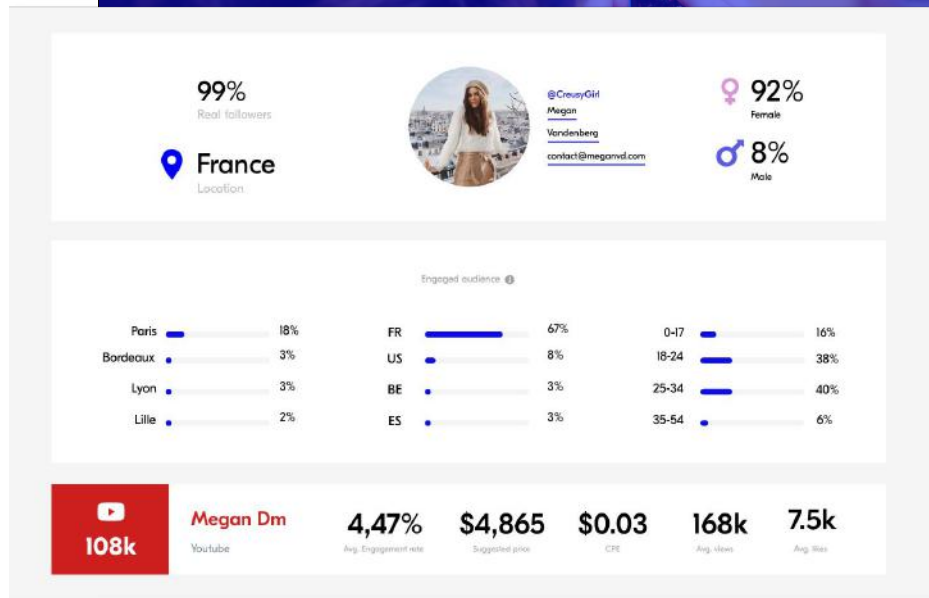 99%
Real followers
France
Location
@CreusyGirl
Megan
Vandenberg
contact@meganvd.com
92%
Female
8%
Male
Engaged audience
Paris 18%
Bordeaux 3%
Lyon 3%
Lille 2%
FR 67%
US 8%
BE 3%
ES 3%
0-17 16%
18-24 38%
25-34 40%
35-54 6%
108k
Megan Dm
Youtube
4,47%
Avg. Engagement rate
$4,865
Suggested price
$0.03
CPE
168k
Avg. views
7.5k
Avg. likes